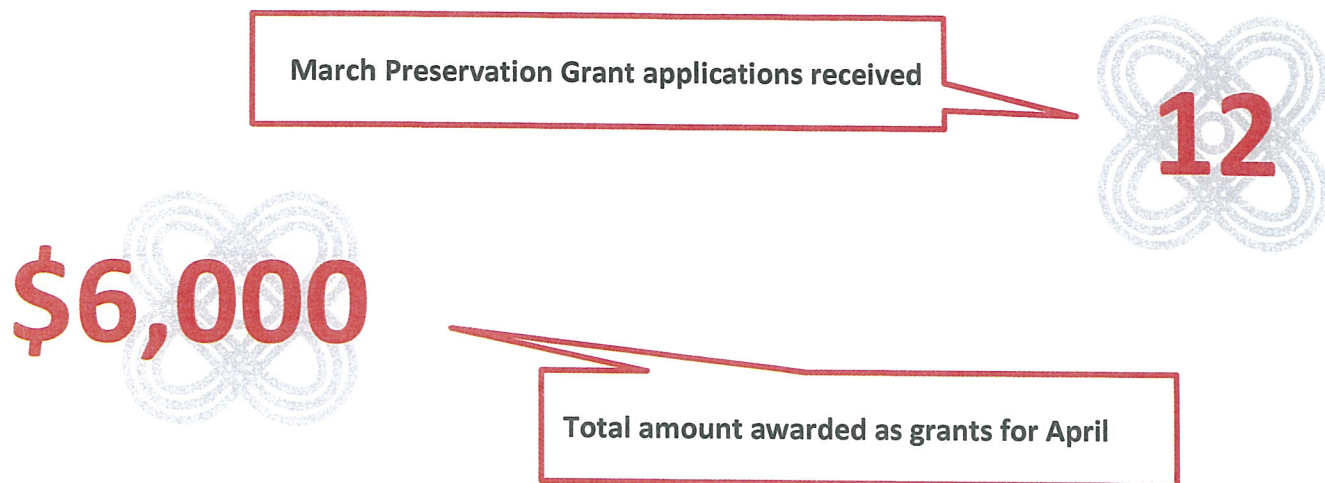 March Preservation Grant applications received
12
$6,000
Total amount awarded as grants for April